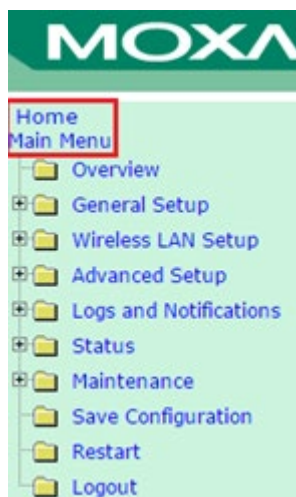 MOXA
Home
Main Menu
Overview
General Setup
Wireless LAN Setup
Advanced Setup
Logs and Notifications
Status
Maintenance
Save Configuration
Restart
Logout